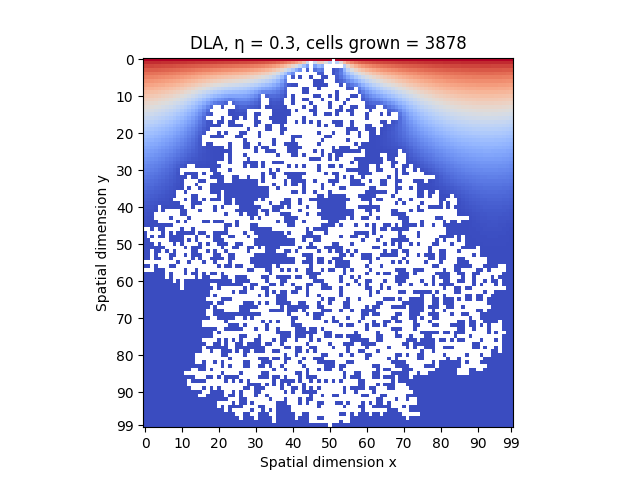 DLA, η = 0.3, cells grown = 3878
0
10
20
30
40
50
60
70
80
90
99
Spatial dimension y
0 10 20 30 40 50 60 70 80 90 99
Spatial dimension x